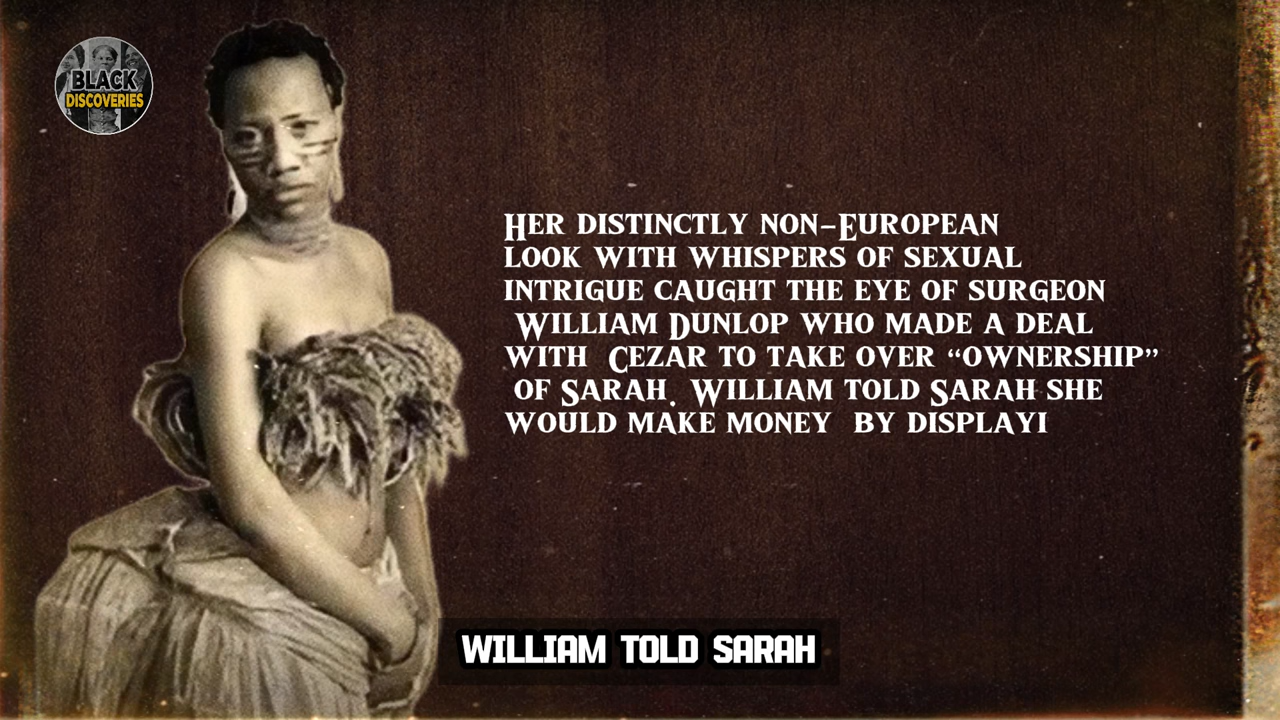 BLACK
DISCOVERIES
Her distinctly non-European
look with whispers of sexual
intrigue caught the eye of surgeon
William Dunlop who made a deal
with Cezar to take over “ownership”
of Sarah. William told Sarah she
would make money by displayi
WILLIAM TOLD SARAH